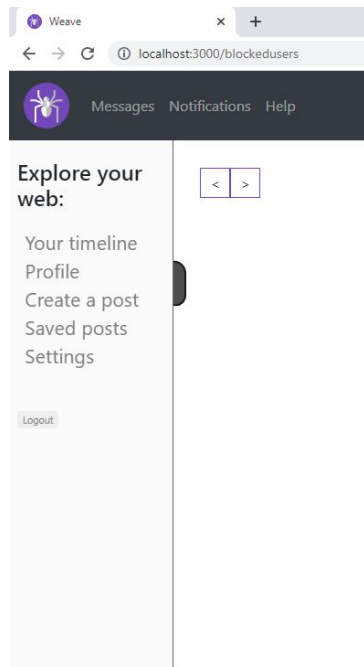 Weave
localhost:3000/blockedusers
Messages Notifications Help
Explore your
web:
< >
Your timeline
Profile
Create a post
Saved posts
Settings
Logout